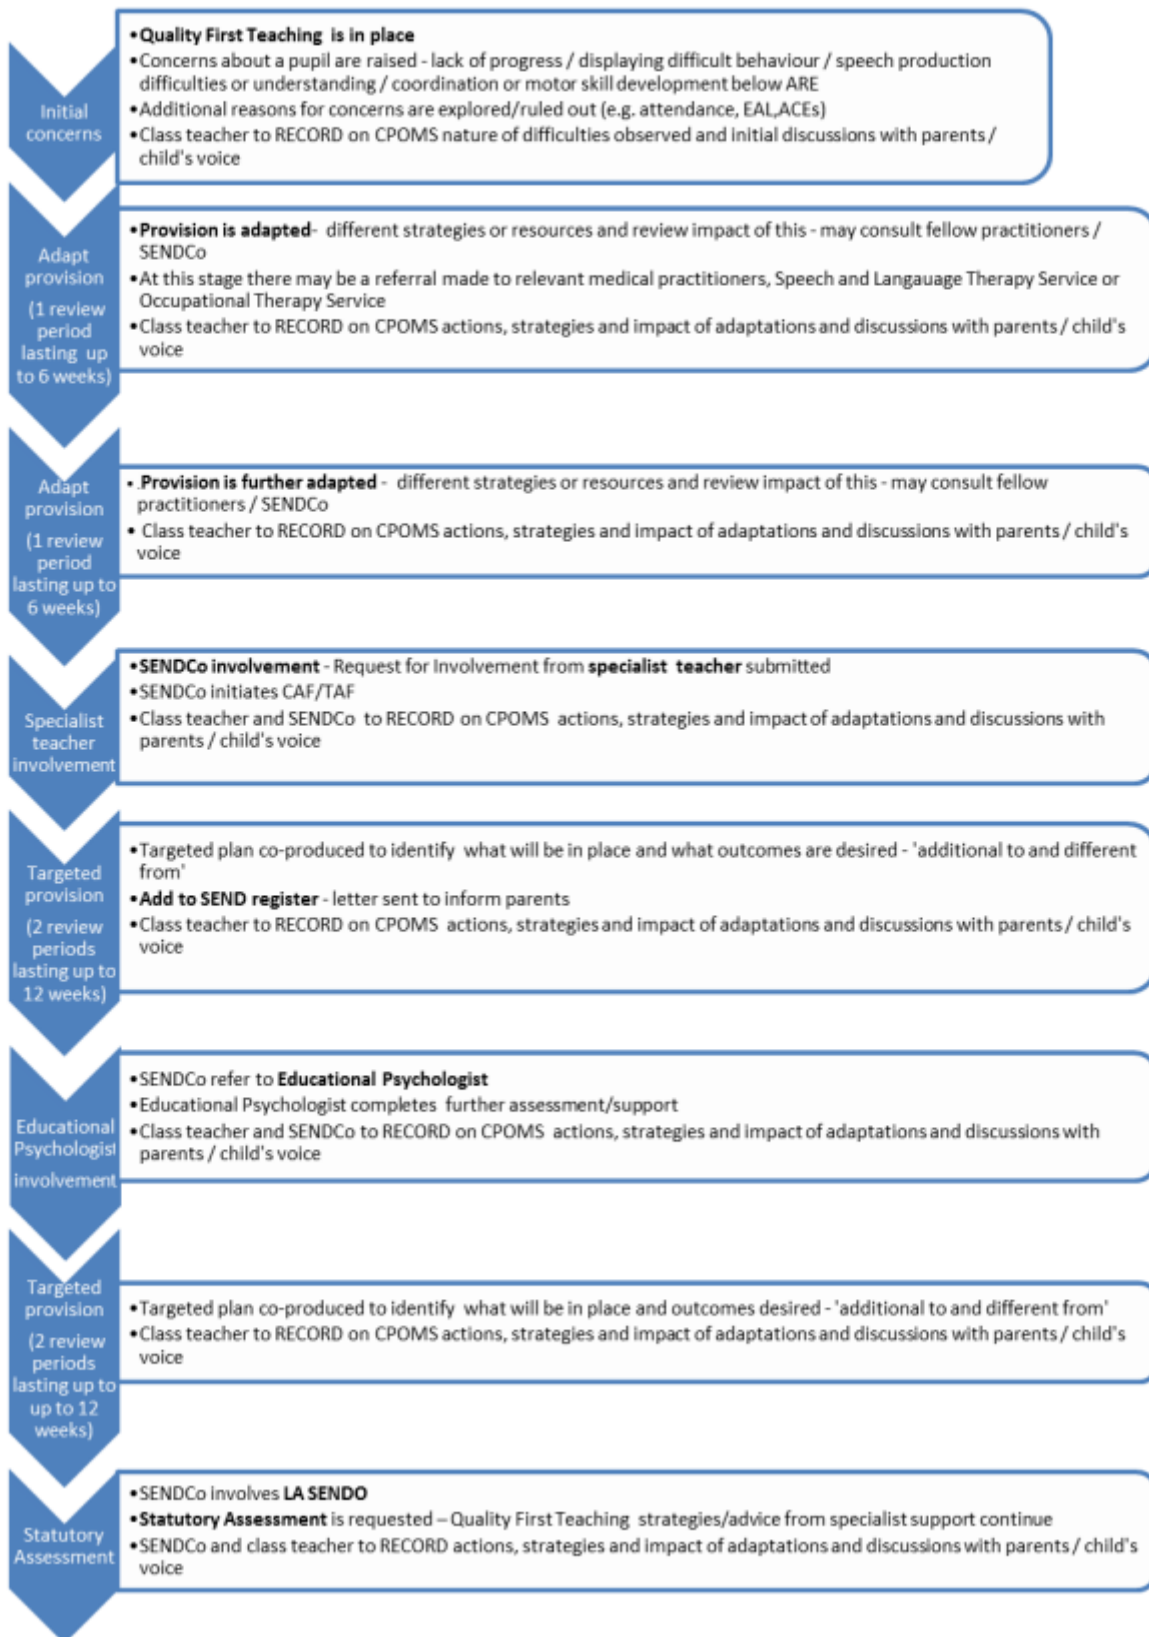 Initial
concerns
•Quality First Teaching is in place
•Concerns about a pupil are raised - lack of progress / displaying difficult behaviour / speech production
difficulties or understanding / coordination or motor skill development below ARE
•Additional reasons for concerns are explored/ruled out (e.g. attendance, EAL,ACEs)
•Class teacher to RECORD on CPOMS nature of difficulties observed and initial discussions with parents /
child's voice
Adapt
provision
(1 review
period
lasting up
to 6 weeks)
•Provision is adapted- different strategies or resources and review impact of this - may consult fellow practitioners /
SENDCo
•At this stage there may be a referral made to relevant medical practitioners, Speech and Langauage Therapy Service or
Occupational Therapy Service
•Class teacher to RECORD on CPOMS actions, strategies and impact of adaptations and discussions with parents / child's
voice
Adapt
provision
(1 review
period
lasting up to
6 weeks)
• .Provision is further adapted - different strategies or resources and review impact of this - may consult fellow
practitioners / SENDCo
• Class teacher to RECORD on CPOMS actions, strategies and impact of adaptations and discussions with parents / child's
voice
Specialist
teacher
involvement
•SENDCo involvement - Request for Involvement from specialist teacher submitted
•SENDCo initiates CAF/TAF
•Class teacher and SENDCo to RECORD on CPOMS actions, strategies and impact of adaptations and discussions with
parents / child's voice
Targeted
provision
(2 review
periods
lasting up to
12 weeks)
•Targeted plan co-produced to identify what will be in place and what outcomes are desired - 'additional to and different
from'
•Add to SEND register - letter sent to inform parents
•Class teacher to RECORD on CPOMS actions, strategies and impact of adaptations and discussions with parents / child's
voice
Educational
Psychologist
involvement
•SENDCo refer to Educational Psychologist
•Educational Psychologist completes further assessment/support
•Class teacher and SENDCo to RECORD on CPOMS actions, strategies and impact of adaptations and discussions with
parents / child's voice
Targeted
provision
(2 review
periods
lasting up to
up to 12
weeks)
•Targeted plan co-produced to identify what will be in place and outcomes desired - 'additional to and different from'
•Class teacher to RECORD on CPOMS actions, strategies and impact of adaptations and discussions with parents / child's
voice
Statutory
Assessment
•SENDCo involves LA SENDO
•Statutory Assessment is requested – Quality First Teaching strategies/advice from specialist support continue
•SENDCo and class teacher to RECORD actions, strategies and impact of adaptations and discussions with parents / child's
voice